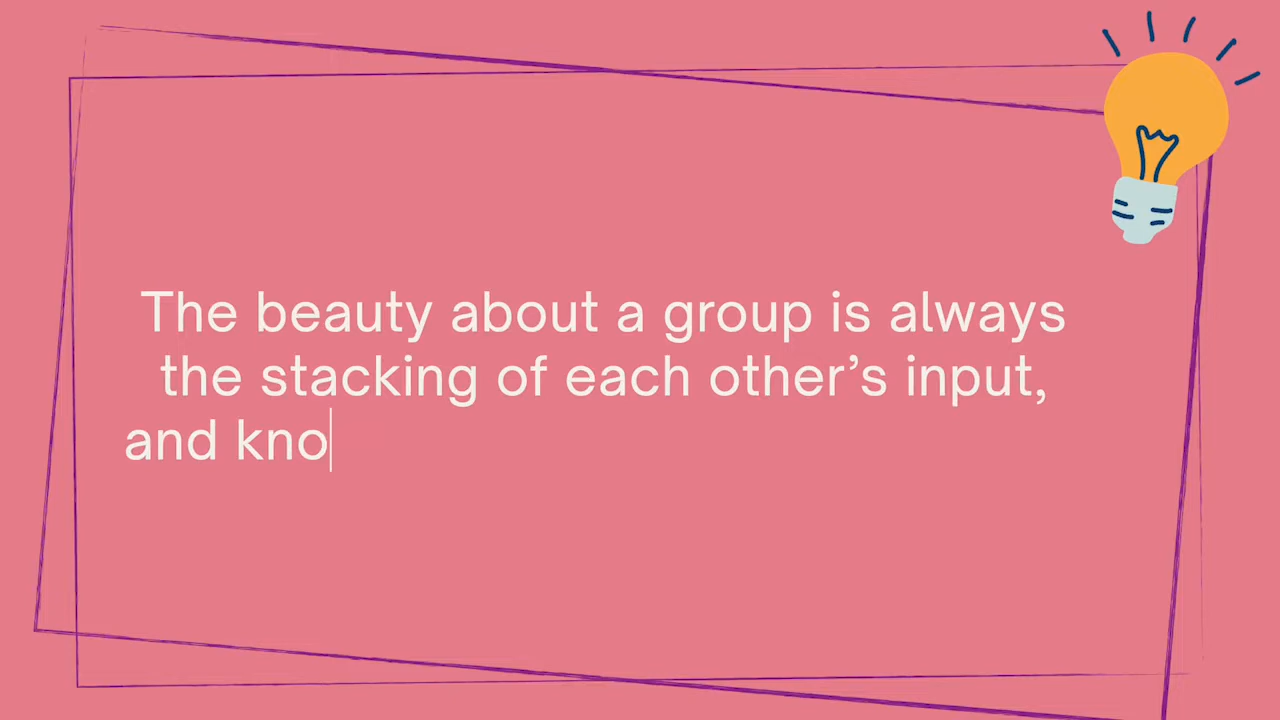 The beauty about a group is always
the stacking of each other’s input,
and kno